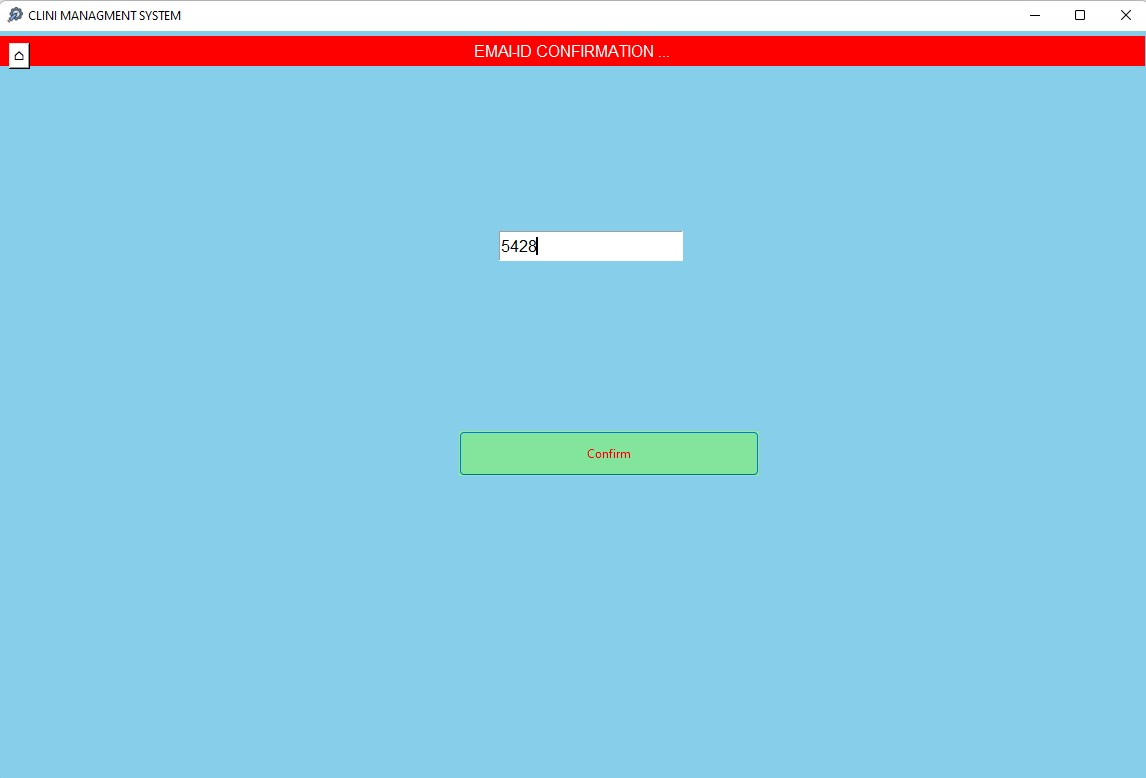 CLINI MANAGMENT SYSTEM
EMAI-ID CONFIRMATION ...
5428
Confirm